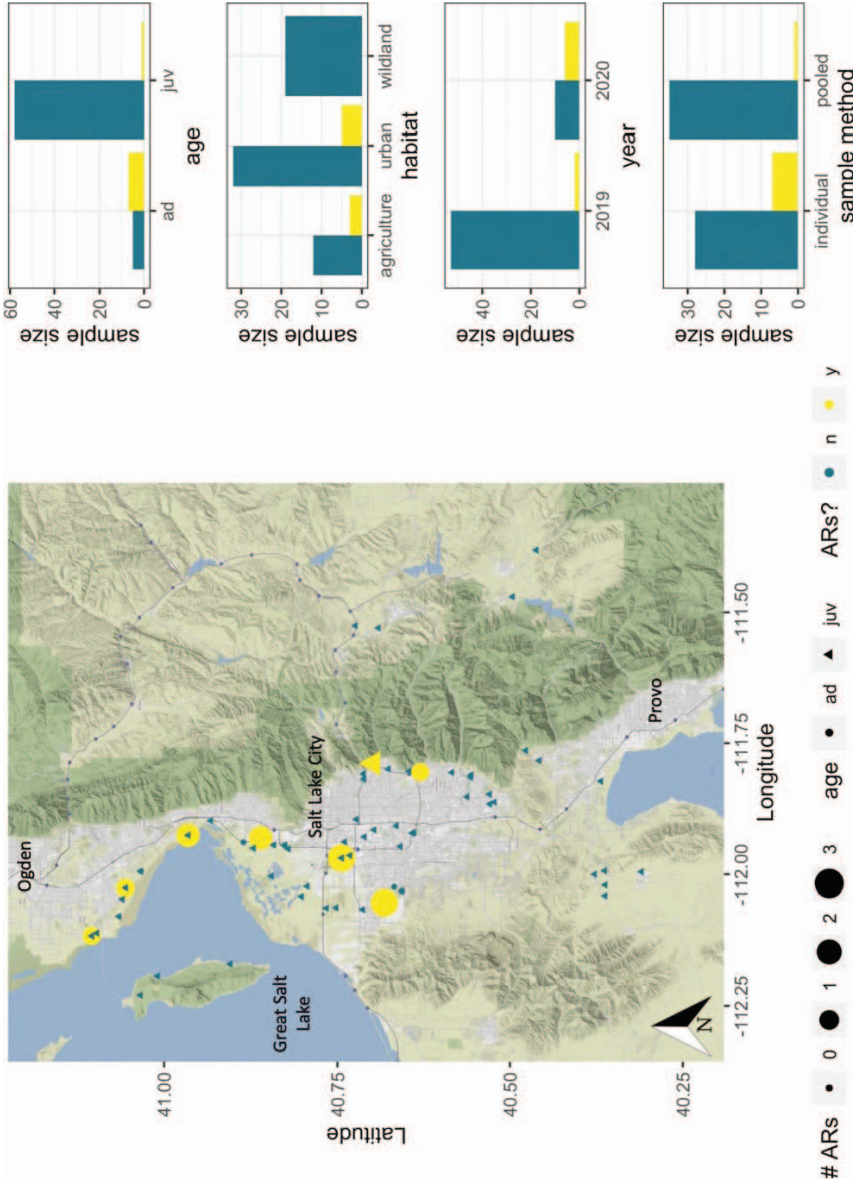 Ogden
Great Salt
Lake
Salt Lake City
Provo
N
Latitude
41.00
40.75
40.50
40.25
-112.25
-112.00
-111.75
-111.50
Longitude
# ARs 0 1 2 3 age ad juv ARs? n y
sample size
60
40
20
0
ad juv
age
sample size
40
30
20
10
0
agriculture urban wildland
habitat
sample size
40
20
0
2019 2020
year
sample size
30
20
10
0
individual pooled
sample method